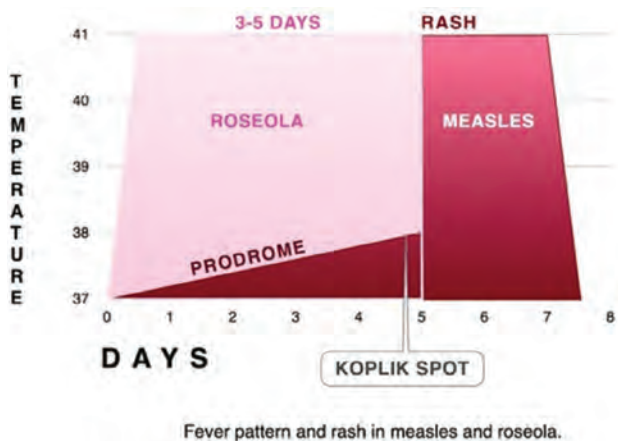 3-5 DAYS RASH
TEMPERATURE
41
40
39
38
37
ROSEOLA
MEASLES
PRODROME
0 1 2 3 4 5 6 7 8
DAYS
KOPLIK SPOT
Fever pattern and rash in measles and roseola.